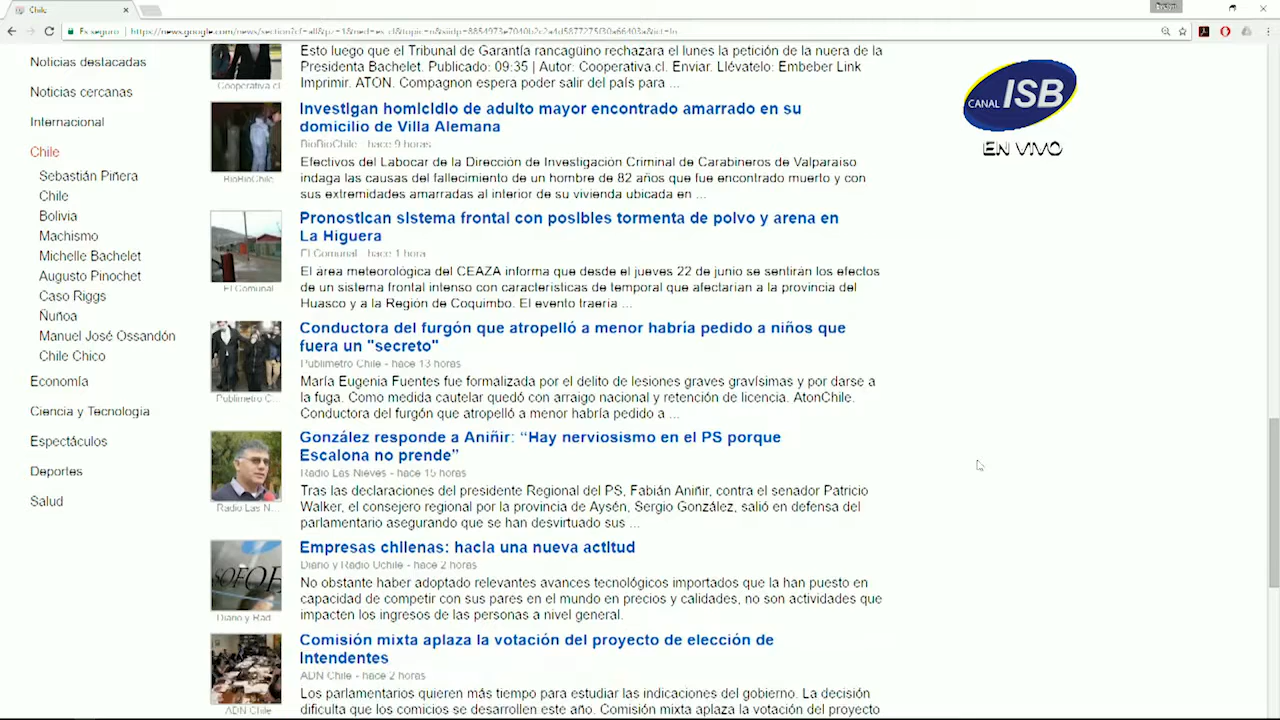 Chile
Es seguro
Noticias destacadas
Noticias cercanas
Internacional
Chile
Sebastián Piñera
Chile
Bolivia
Machismo
Michelle Bachelet
Augusto Pinochet
Caso Riggs
Ñuñoa
Manuel José Ossandón
Chile Chico
Economía
Ciencia y Tecnología
Espectáculos
Deportes
Salud
Esto luego que el Tribunal de Garantía rancagüino rechazara el lunes la petición de la nuera de la
Presidenta Bachelet. Publicado: 09:35 | Autor: Cooperativa.cl. Enviar. Llévatelo: Embeber Link
Imprimir. ATON. Compagnon espera poder salir del país para ...
Cooperativa.cl
Investigan homicidio de adulto mayor encontrado amarrado en su
domicilio de Villa Alemana
BioBioChile - hace 9 horas
Efectivos del Labocar de la Dirección de Investigación Criminal de Carabineros de Valparaíso
indaga las causas del fallecimiento de un hombre de 82 años que fue encontrado muerto y con
sus extremidades amarradas al interior de su vivienda ubicada en ...
BioBioChile
Pronostican sistema frontal con posibles tormenta de polvo y arena en
La Higuera
El Comunal - hace 1 hora
El área meteorológica del CEAZA informa que desde el jueves 22 de junio se sentirán los efectos
de un sistema frontal intenso con características de temporal que afectarían a la provincia del
Huasco y a la Región de Coquimbo. El evento traería ...
El Comunal
Conductora del furgón que atropelló a menor habría pedido a niños que
fuera un "secreto"
Publimetro Chile - hace 13 horas
María Eugenia Fuentes fue formalizada por el delito de lesiones graves gravísimas y por darse a
la fuga. Como medida cautelar quedó con arraigo nacional y retención de licencia. AtonChile.
Conductora del furgón que atropelló a menor habría pedido a ...
Publimetro C...
González responde a Aniñir: “Hay nerviosismo en el PS porque
Escalona no prende”
Radio Las Nieves - hace 15 horas
Tras las declaraciones del presidente Regional del PS, Fabián Aniñir, contra el senador Patricio
Walker, el consejero regional por la provincia de Aysén, Sergio González, salió en defensa del
parlamentario asegurando que se han desvirtuado sus ...
Radio Las N...
Empresas chilenas: hacia una nueva actitud
Diario y Radio Uchile - hace 2 horas
No obstante haber adoptado relevantes avances tecnológicos importados que la han puesto en
capacidad de competir con sus pares en el mundo en precios y calidades, no son actividades que
impacten los ingresos de las personas a nivel general.
SOFOF
Diario y Rad...
Comisión mixta aplaza la votación del proyecto de elección de
Intendentes
ADN Chile - hace 2 horas
Los parlamentarios quieren más tiempo para estudiar las indicaciones del gobierno. La decisión
dificulta que los comicios se desarrollen este año. Comisión mixta aplaza la votación del proyecto
ADN Chile
CANAL ISB
EN VIVO